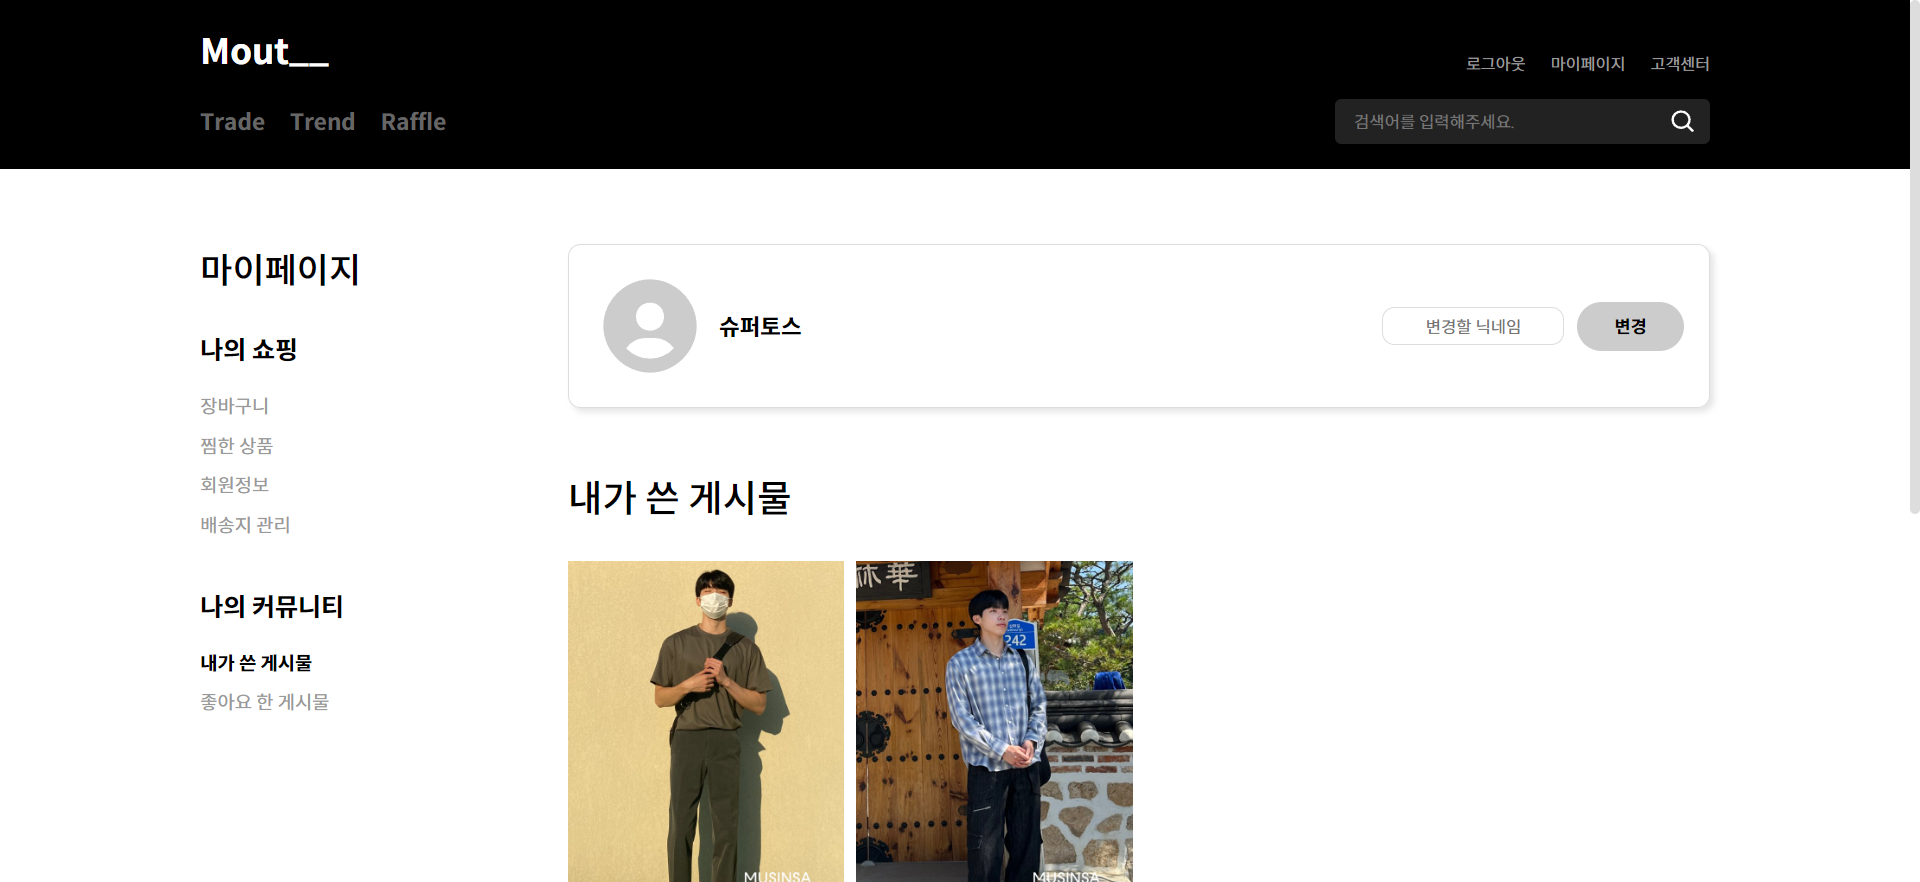 Mout__
로그아웃 마이페이지 고객센터
Trade Trend Raffle
검색어를 입력해주세요.
마이페이지
나의 쇼핑
장바구니
찜한 상품
회원정보
배송지 관리
나의 커뮤니티
내가 쓴 게시물
좋아요 한 게시물
슈퍼토스
변경할 닉네임
변경
내가 쓴 게시물
MUSINSA
華
242
MUSINSA